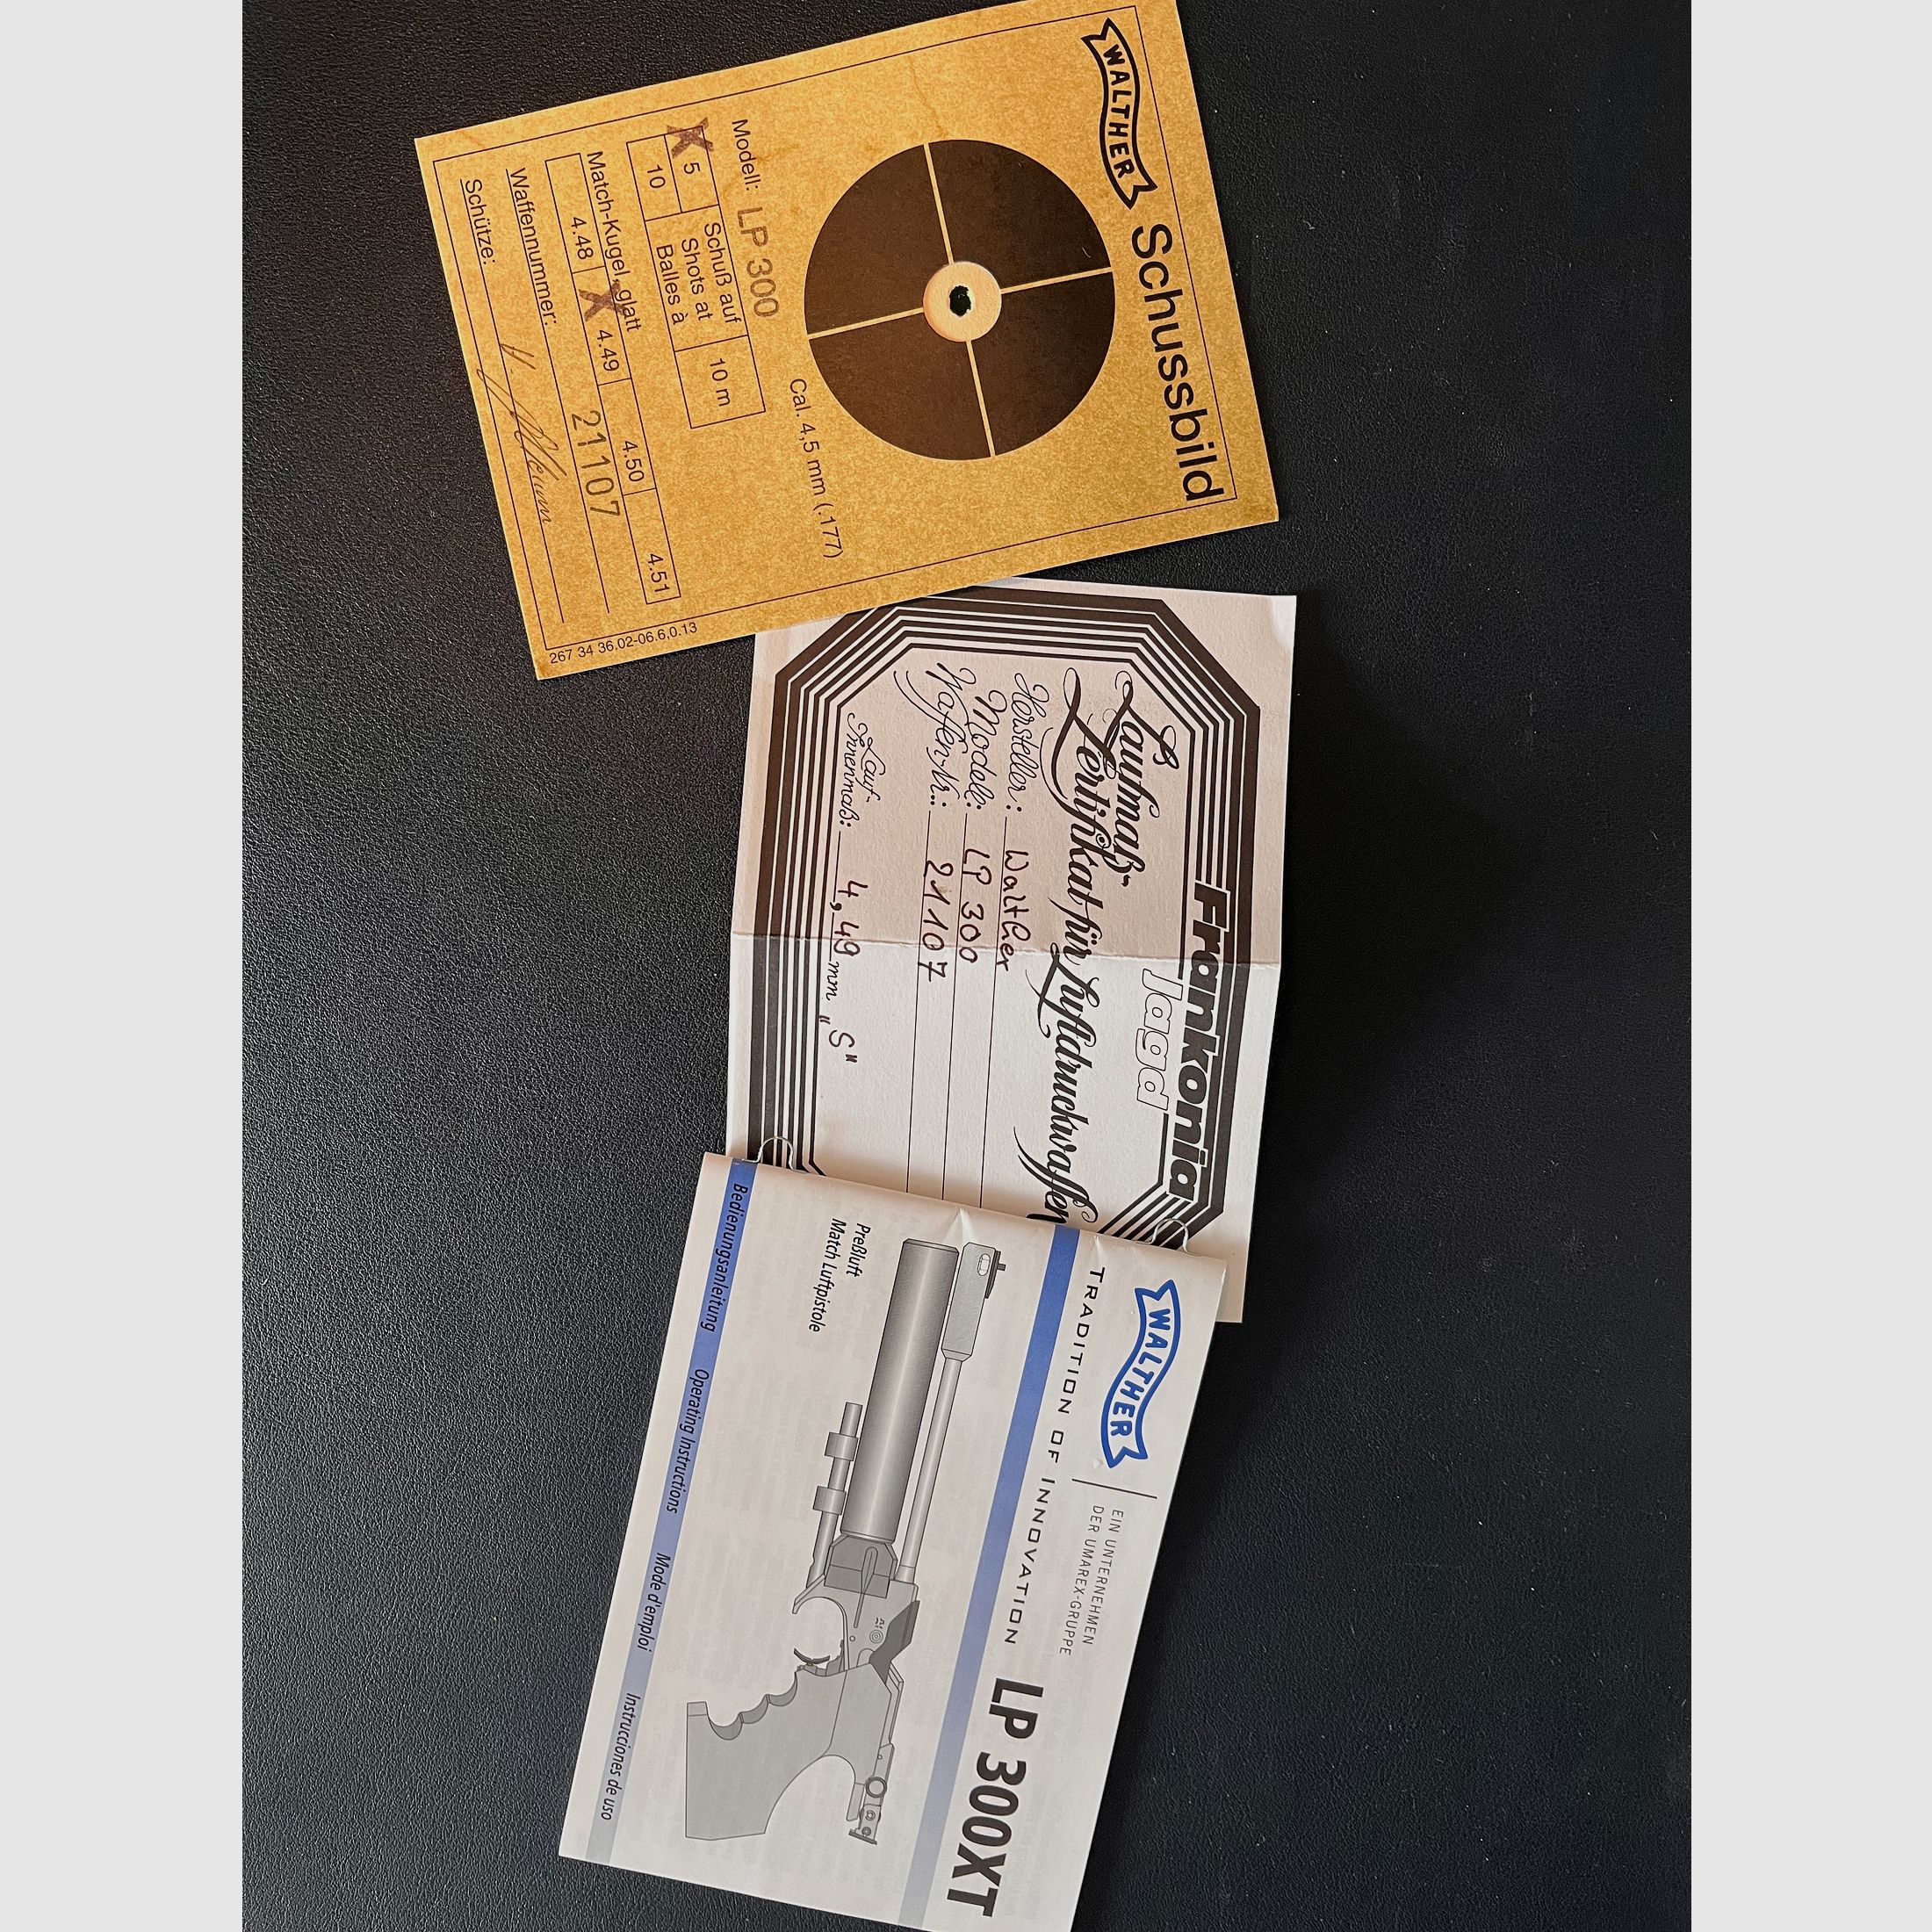 WALTHER
Schussbild
Cal. 4,5 mm (.177)
Modell: LP 300
X 5 Schuß auf
10 Shots at 10 m
Balles à
Match-Kugel, glatt
4.48 X 4.49 4.50 4.51
Waffennummer: 21107
Schütze:
267 34 36,02-06.6,0.13
Frankonia
Jagd
Laufmaß-
Zertifikat für Luftdruckwaffen
Hersteller: Walther
Modell: LP 300
Waffen-Nr.: 21107
Lauf-
Innenmaß: 4,49 mm „S"
WALTHER
EIN UNTERNEHMEN
DER UMAREX-GRUPPE
TRADITION OF INNOVATION
LP 300XT
Preßluft
Match Luftpistole
Bedienungsanleitung Operating Instructions Mode d'emploi Instrucciones de uso